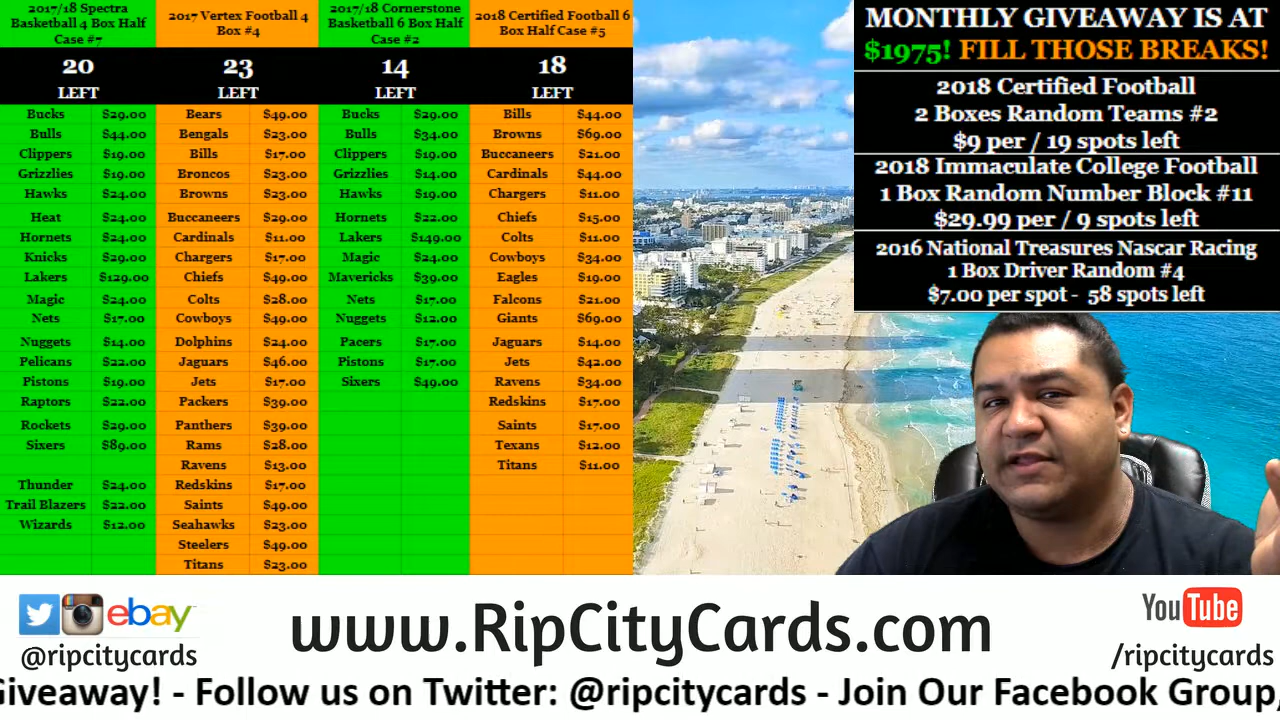 2017/18 Spectra
Basketball 4 Box Half
Case #7
20
LEFT
Bucks $29.00
Bulls $44.00
Clippers $19.00
Grizzlies $19.00
Hawks $24.00
Heat $24.00
Hornets $24.00
Knicks $29.00
Lakers $129.00
Magic $24.00
Nets $17.00
Nuggets $14.00
Pelicans $22.00
Pistons $19.00
Raptors $22.00
Rockets $29.00
Sixers $89.00
Thunder $24.00
Trail Blazers $22.00
Wizards $12.00
2017 Vertex Football 4
Box #4
23
LEFT
Bears $49.00
Bengals $23.00
Bills $17.00
Broncos $23.00
Browns $23.00
Buccaneers $29.00
Cardinals $11.00
Chargers $17.00
Chiefs $49.00
Colts $28.00
Cowboys $49.00
Dolphins $24.00
Jaguars $46.00
Jets $17.00
Packers $39.00
Panthers $39.00
Rams $28.00
Ravens $13.00
Redskins $17.00
Saints $49.00
Seahawks $23.00
Steelers $49.00
Titans $23.00
2017/18 Cornerstone
Basketball 6 Box Half
Case #2
14
LEFT
Bucks $29.00
Bulls $34.00
Clippers $19.00
Grizzlies $14.00
Hawks $19.00
Hornets $22.00
Lakers $149.00
Magic $24.00
Mavericks $39.00
Nets $17.00
Nuggets $12.00
Pacers $17.00
Pistons $17.00
Sixers $49.00
2018 Certified Football 6
Box Half Case #5
18
LEFT
Bills $44.00
Browns $69.00
Buccaneers $21.00
Cardinals $44.00
Chargers $11.00
Chiefs $15.00
Colts $11.00
Cowboys $34.00
Eagles $19.00
Falcons $21.00
Giants $69.00
Jaguars $14.00
Jets $42.00
Ravens $34.00
Redskins $17.00
Saints $17.00
Texans $12.00
Titans $11.00
MONTHLY GIVEAWAY IS AT
$1975! FILL THOSE BREAKS!
2018 Certified Football
2 Boxes Random Teams #2
$9 per / 19 spots left
2018 Immaculate College Football
1 Box Random Number Block #11
$29.99 per / 9 spots left
2016 National Treasures Nascar Racing
1 Box Driver Random #4
$7.00 per spot - 58 spots left
ebay
@ripcitycards
www.RipCityCards.com
YouTube
/ripcitycards
Giveaway! - Follow us on Twitter: @ripcitycards - Join Our Facebook Group,